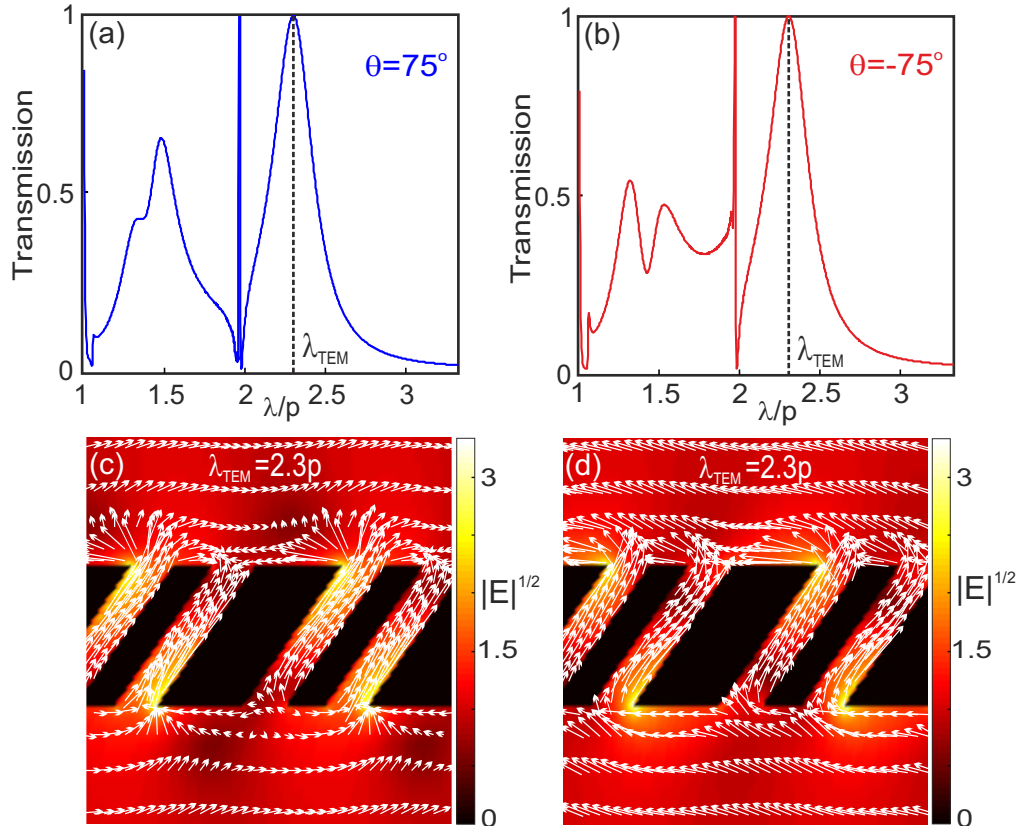 (a)
θ=75°
Transmission
1
0.5
0
λ_TEM
1
1.5
2
2.5
3
λ/p
(b)
θ=-75°
Transmission
1
0.5
0
λ_TEM
1
1.5
2
2.5
3
λ/p
(c)
λ_TEM=2.3p
3
|E|^1/2
1.5
0
(d)
λ_TEM=2.3p
3
|E|^1/2
1.5
0